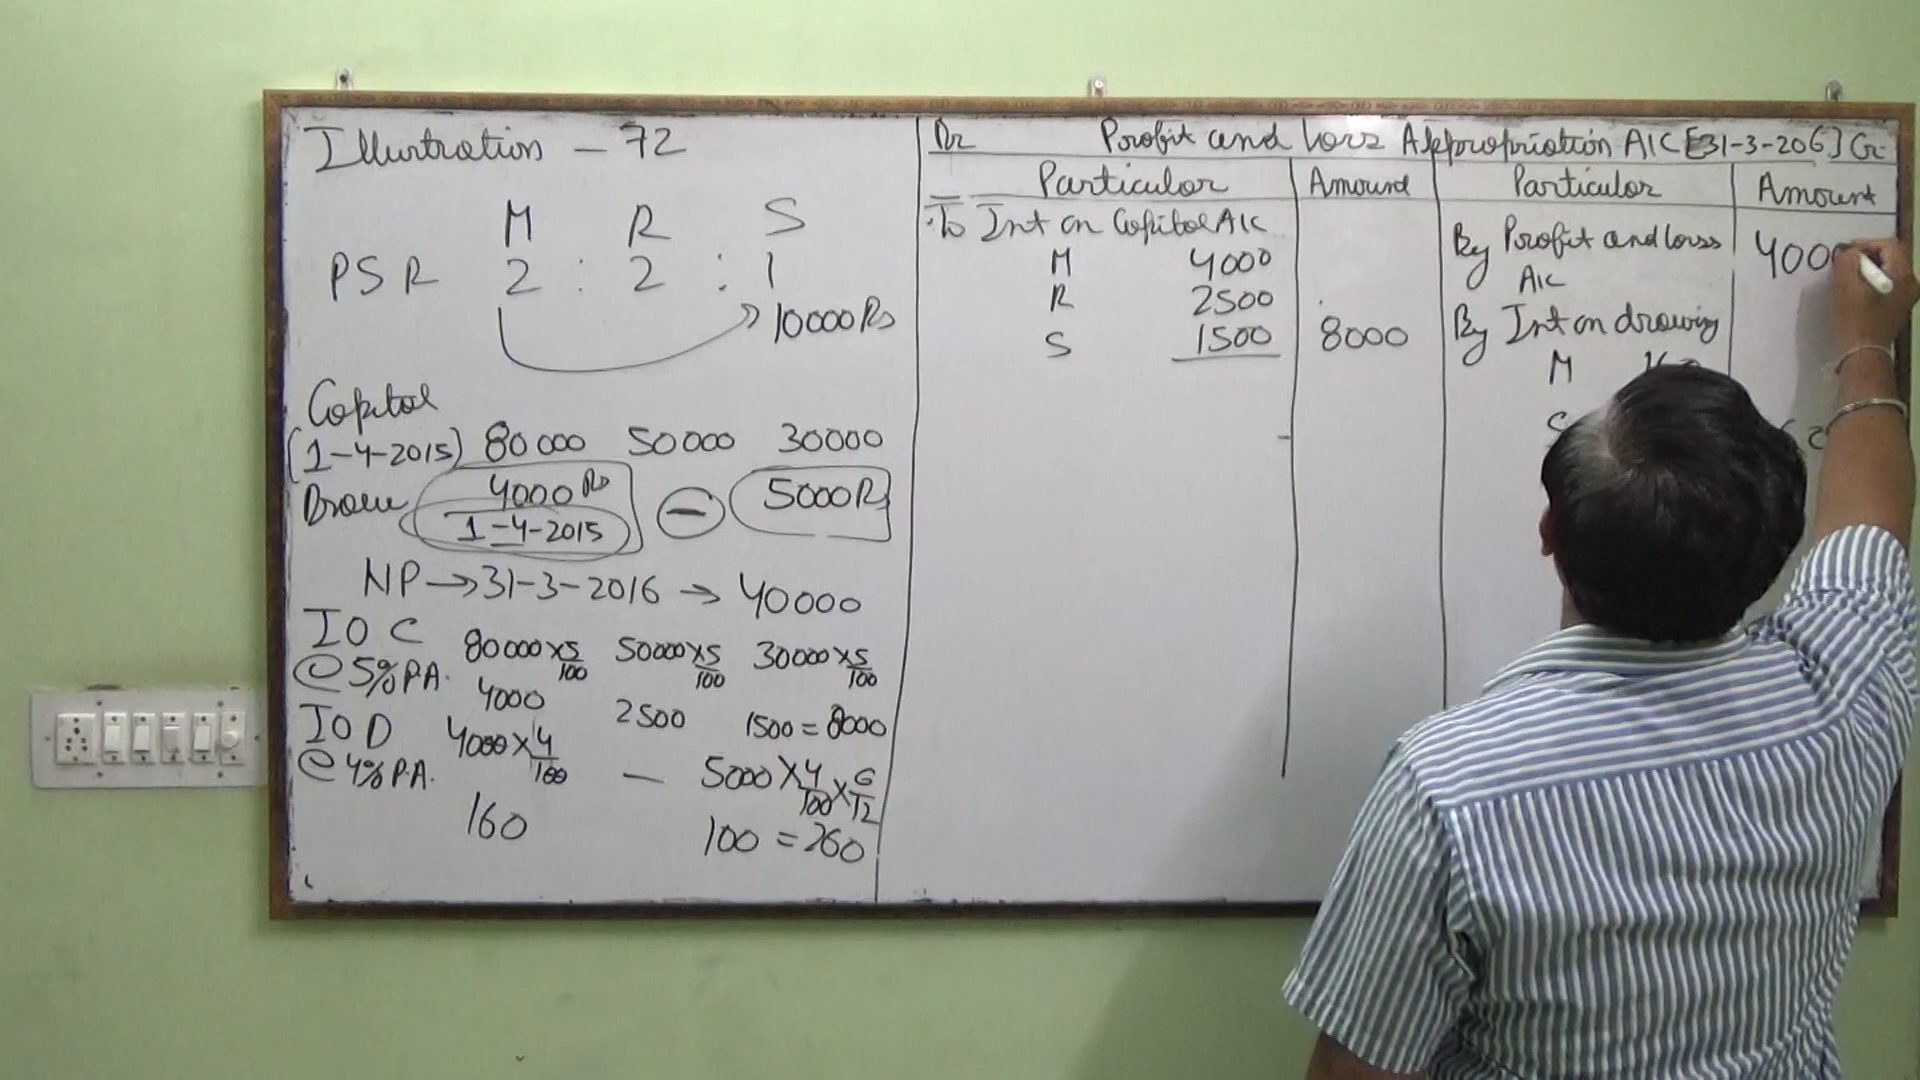 Illustration - 72
M R S
PSR 2 : 2 : 1
10000 Rs
Capital
(1-4-2015) 80000 50000 30000
Draw 4000 Rs — 5000 R
1-4-2015
NP → 31-3-2016 → 40000
IOC 80000 × 5/100 50000 × 5/100 30000 × 5/100
@ 5% P.A. 4000 2500 1500 = 8000
IOD 4000 × 4/100 — 5000 × 4/100 × 6/12
@ 4% P.A. 160 100 = 260
Dr Profit and loss Appropriation A/C [31-3-206] Cr
Particular Amount Particular Amount
To Int on Capital A/C
M 4000
R 2500
S 1500 8000
By Profit and loss 4000
A/C
By Int on drawing
M 160
S